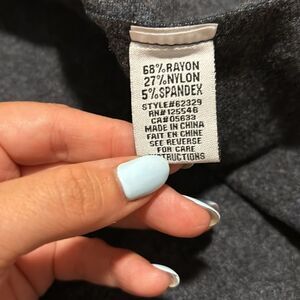 68%RAYON
27%NYLON
5%SPANDEX
STYLE#62329
RN#125546
CA#05633
MADE IN CHINA
FAIT EN CHINE
SEE REVERSE
FOR CARE
INSTRUCTIONS